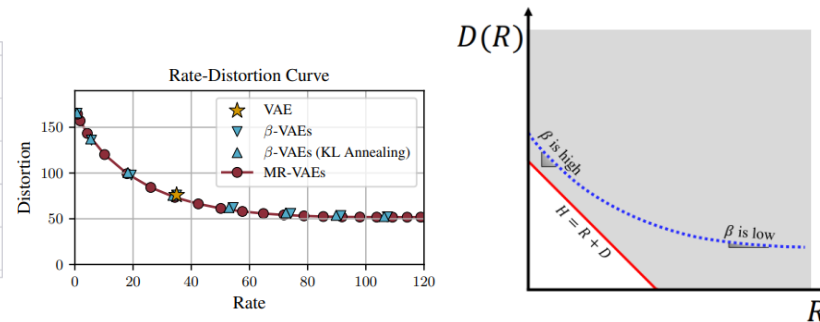 Rate-Distortion Curve
Distortion
150
100
50
0
VAE
β-VAEs
β-VAEs (KL Annealing)
MR-VAEs
0 20 40 60 80 100 120
Rate
D(R)
β is high
H = R + D
β is low
R